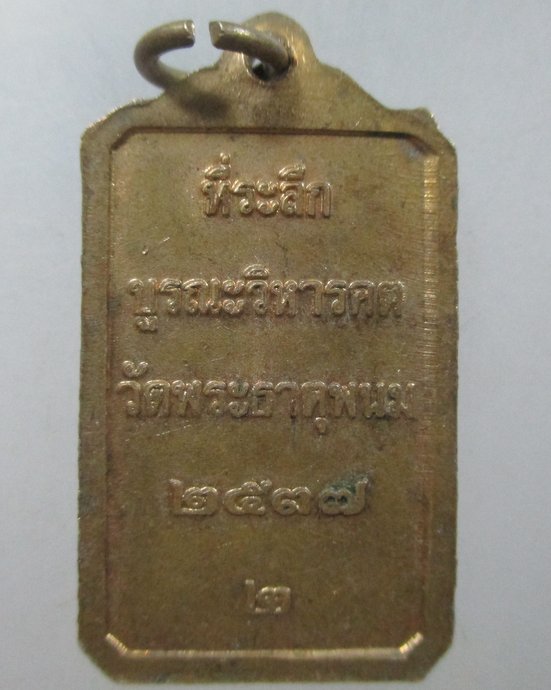 ที่ระลึก
บูรณะวิหารคต
วัดพระธาตุพนม
๒๕๓๗
๒